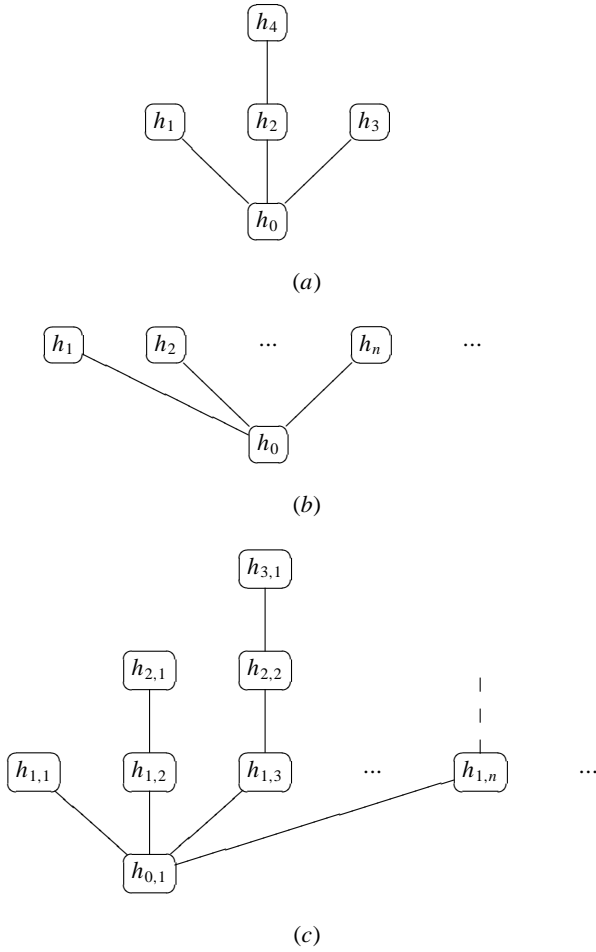 h₄
h₁ h₂ h₃
h₀
(a)
h₁ h₂ ... hₙ ...
h₀
(b)
h₃,₁
h₂,₁ h₂,₂
h₁,₁ h₁,₂ h₁,₃ ... h₁,ₙ ...
h₀,₁
(c)